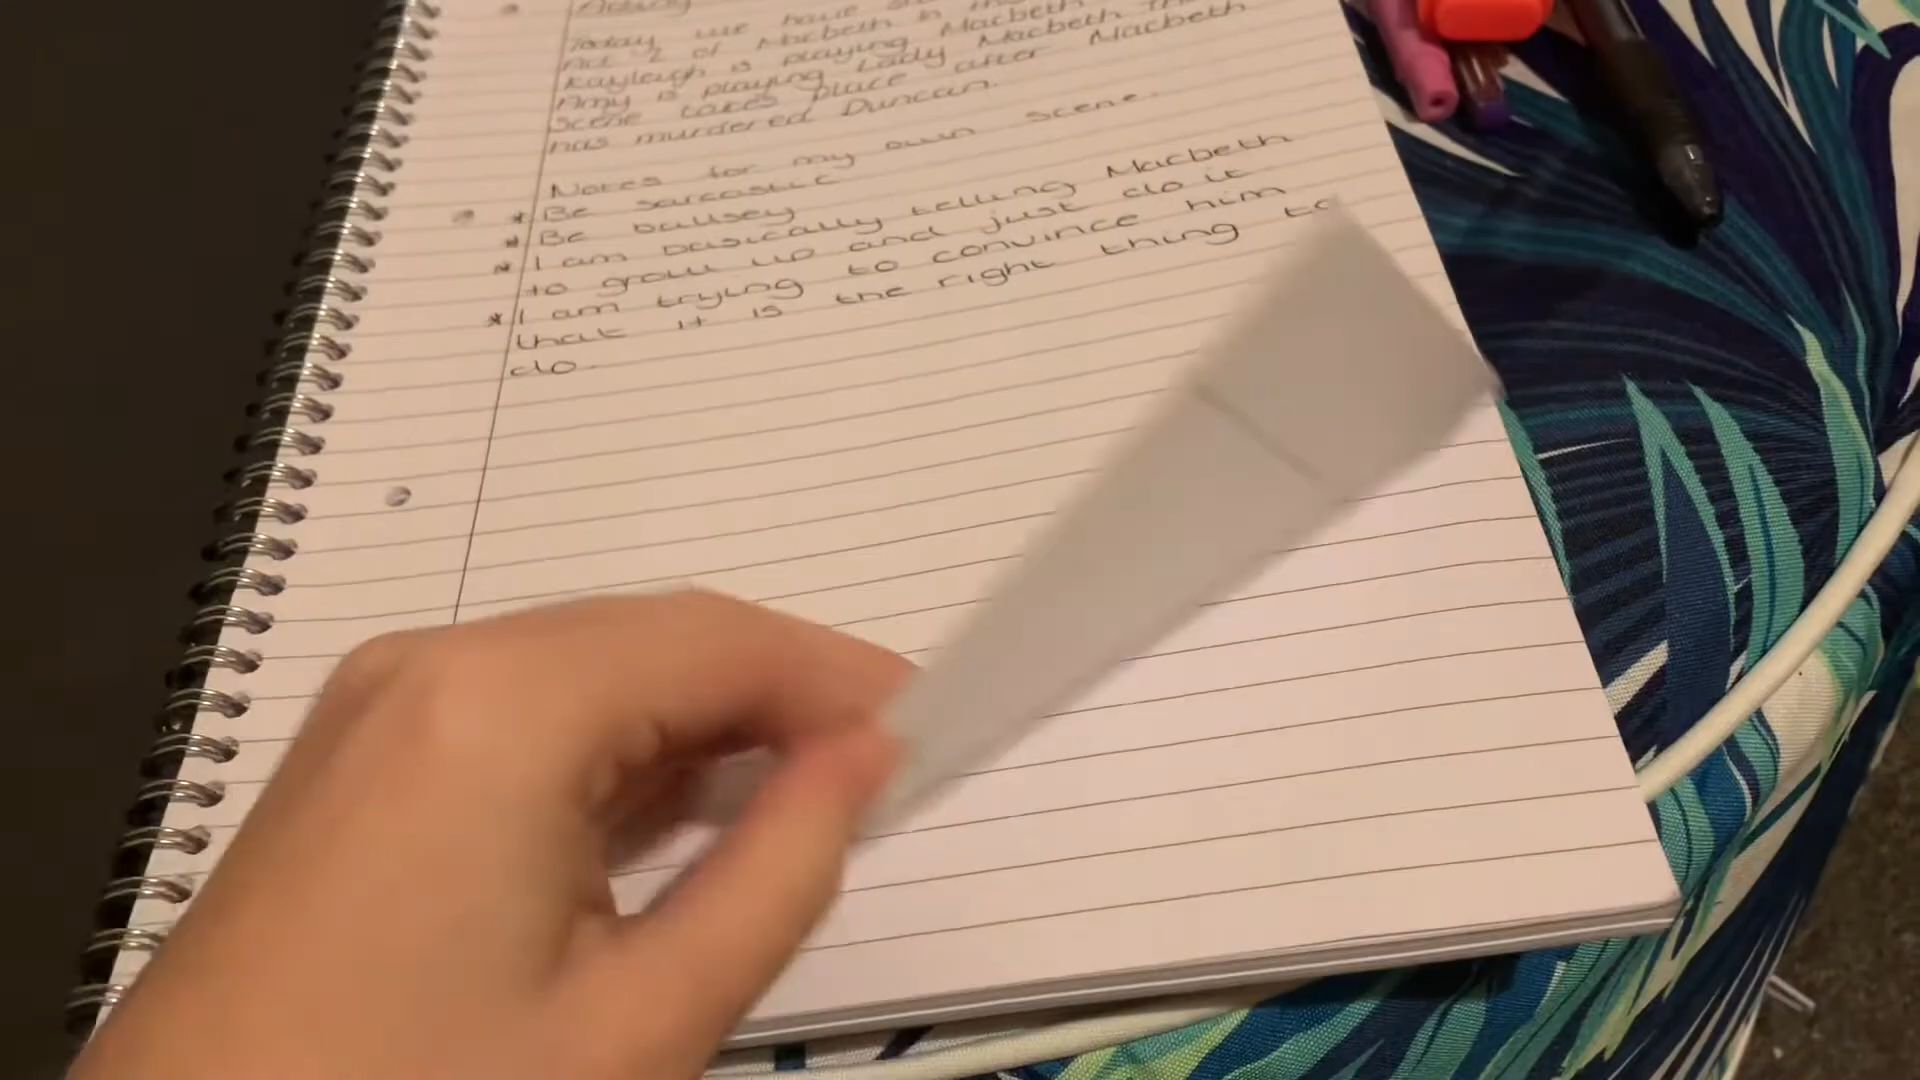 Activity
Today we have
Act 2 of Macbeth in
Kayleigh is playing Macbeth
Amy is playing Lady Macbeth The
scene takes place after Macbeth
has murdered Duncan.
Notes for my own scene.
* Be sarcastic
* Be ballsey
* I am basically telling Macbeth
to grow up and just do it
* I am trying to convince him
that it is the right thing to
do.